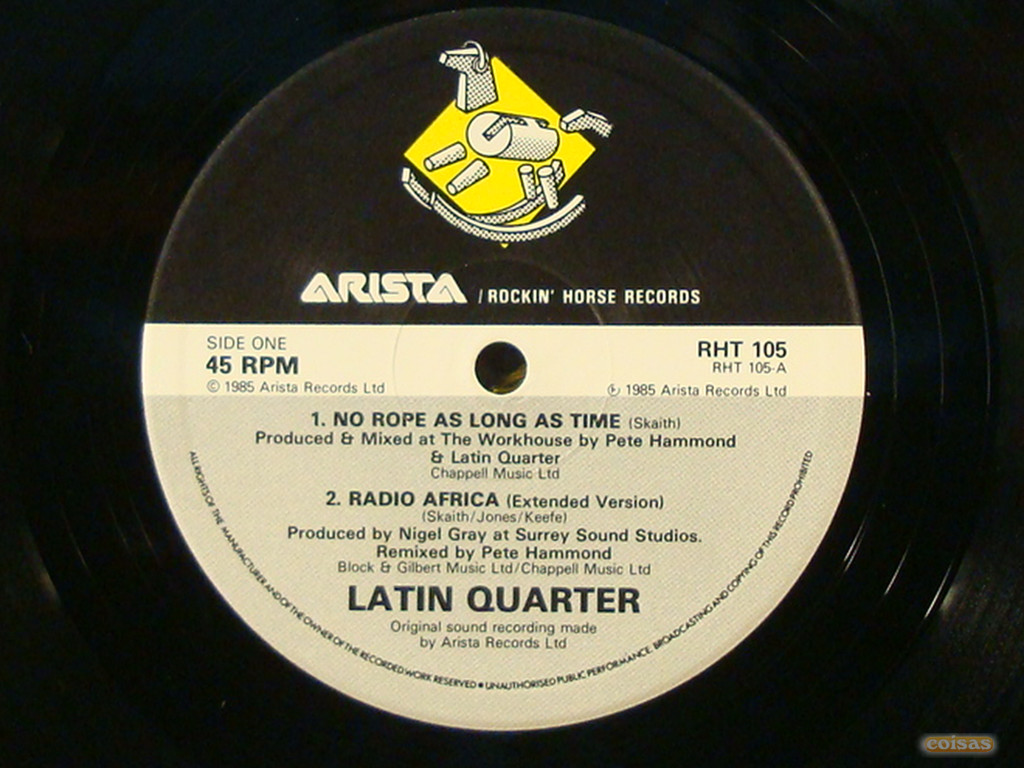 ARISTA / ROCKIN' HORSE RECORDS
SIDE ONE
45 RPM
© 1985 Arista Records Ltd
RHT 105
RHT 105-A
℗ 1985 Arista Records Ltd
1. NO ROPE AS LONG AS TIME (Skaith)
Produced & Mixed at The Workhouse by Pete Hammond
& Latin Quarter
Chappell Music Ltd
2. RADIO AFRICA (Extended Version)
(Skaith/Jones/Keefe)
Produced by Nigel Gray at Surrey Sound Studios.
Remixed by Pete Hammond
Block & Gilbert Music Ltd/Chappell Music Ltd
LATIN QUARTER
Original sound recording made
by Arista Records Ltd
ALL RIGHTS OF THE MANUFACTURER AND OF THE OWNER OF THE RECORDED WORK RESERVED ● UNAUTHORISED PUBLIC PERFORMANCE, BROADCASTING AND COPYING OF THIS RECORD PROHIBITED
coisas